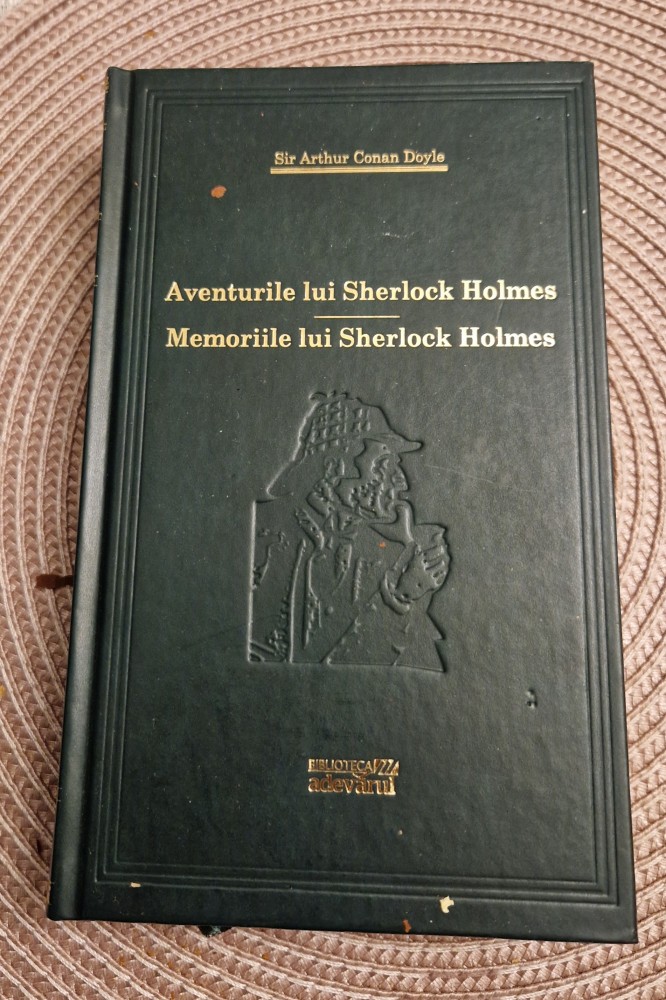 Sir Arthur Conan Doyle
Aventurile lui Sherlock Holmes
Memoriile lui Sherlock Holmes
BIBLIOTECA
adevărul